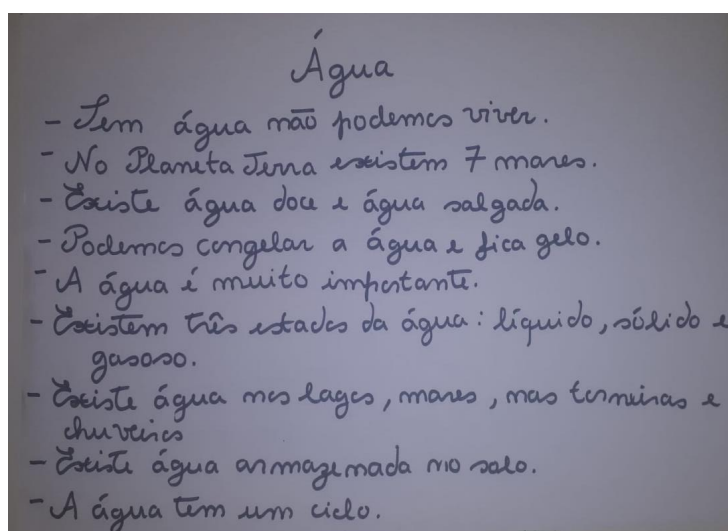 Água
- Sem água não podemos viver.
- No Planeta Terra existem 7 mares.
- Existe água doce e água salgada.
- Podemos congelar a água e fica gelo.
- A água é muito importante.
- Existem três estados da água: líquido, sólido e
gasoso.
- Existe água nos lagos, mares, nas torneiras e
chuveiros
- Existe água armazenada no solo.
- A água tem um ciclo.